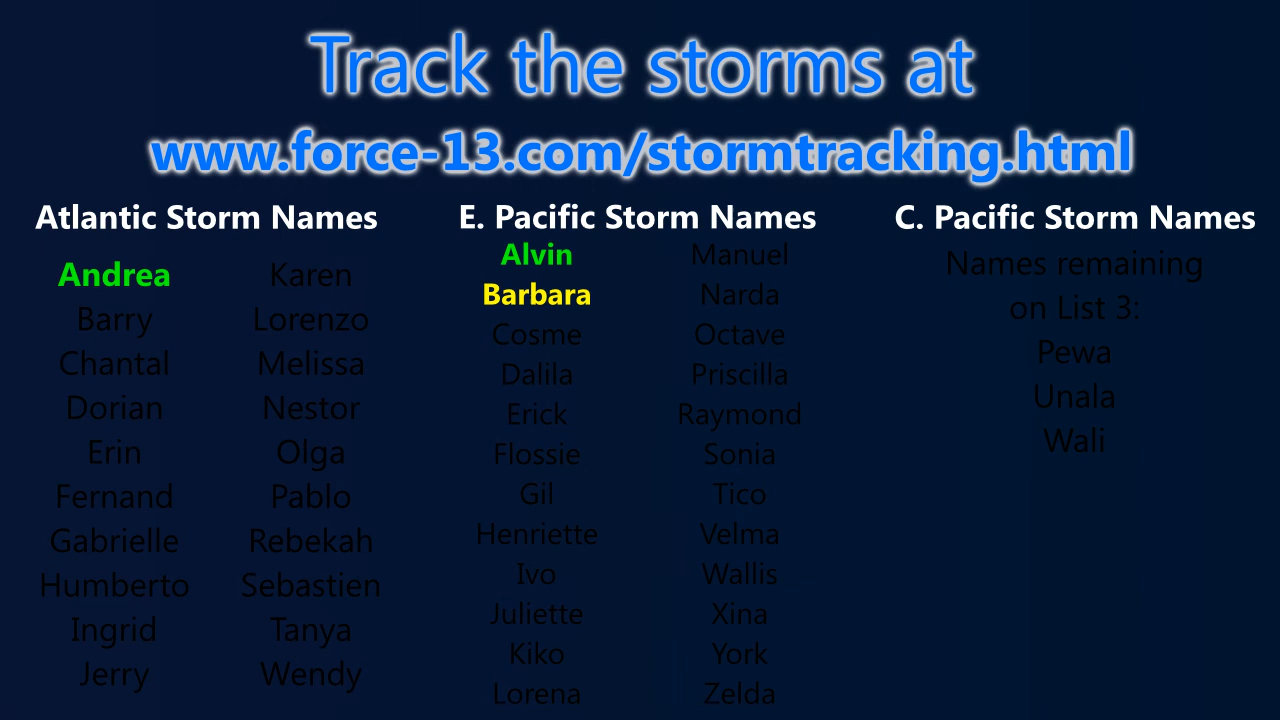 Track the storms at
www.force-13.com/stormtracking.html
Atlantic Storm Names
Andrea
Barry
Chantal
Dorian
Erin
Fernand
Gabrielle
Humberto
Ingrid
Jerry
Karen
Lorenzo
Melissa
Nestor
Olga
Pablo
Rebekah
Sebastien
Tanya
Wendy
E. Pacific Storm Names
Alvin
Barbara
Cosme
Dalila
Erick
Flossie
Gil
Henriette
Ivo
Juliette
Kiko
Lorena
Manuel
Narda
Octave
Priscilla
Raymond
Sonia
Tico
Velma
Wallis
Xina
York
Zelda
C. Pacific Storm Names
Names remaining
on List 3:
Pewa
Unala
Wali